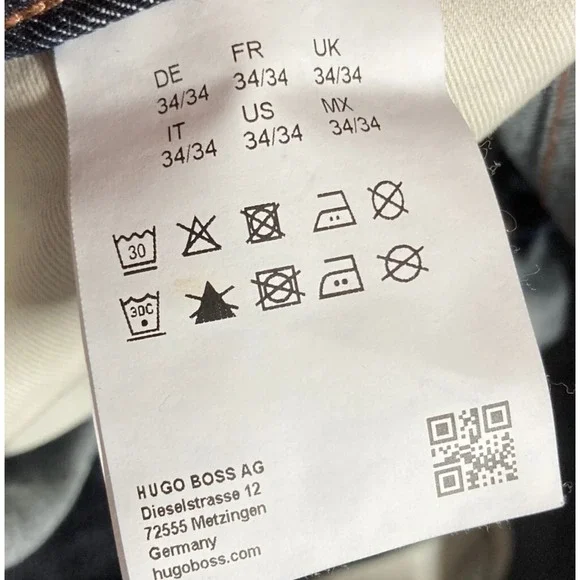 DE FR UK
34/34 34/34 34/34
IT US MX
34/34 34/34 34/34
30
3DC
HUGO BOSS AG
Dieselstrasse 12
72555 Metzingen
Germany
hugoboss.com